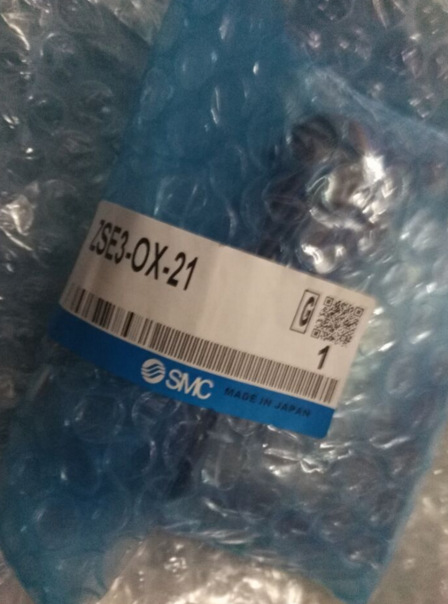 ZSE3-OX-21
G
1
SMC MADE IN JAPAN